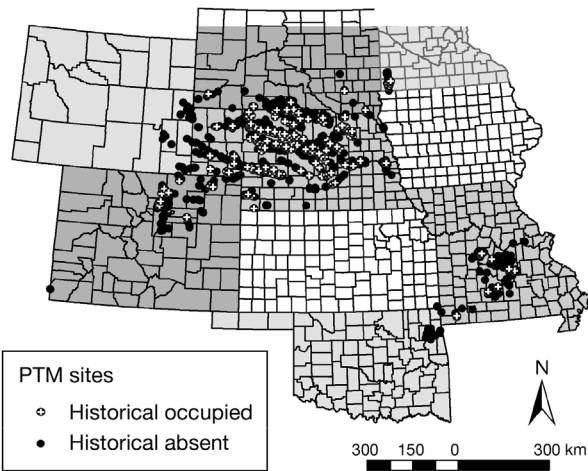 PTM sites
Historical occupied
Historical absent
N
300 150 0 300 km